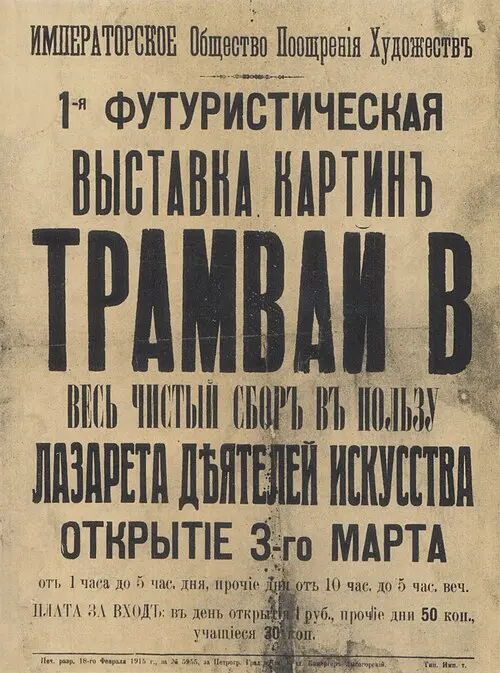 ИМПЕРАТОРСКОЕ Общество Поощренія Художествъ
1-я ФУТУРИСТИЧЕСКАЯ
ВЫСТАВКА КАРТИНЪ
ТРАМВАЙ В
ВЕСЬ ЧИСТЫЙ СБОРЪ ВЪ ПОЛЬЗУ
ЛАЗАРЕТА ДѢЯТЕЛЕЙ ИСКУССТВА
ОТКРЫТІЕ 3-го МАРТА
отъ 1 часа до 5 час. дня, прочіе дни отъ 10 час. до 5 час. веч.
ПЛАТА ЗА ВХОДЪ: въ день открытія 1 руб., прочіе дни 50 коп.,
учащіеся 30 коп.
Печ. разр. 18-го Февраля 1915 г., за № 5955, за Петрогр. Тип. Имп. т.